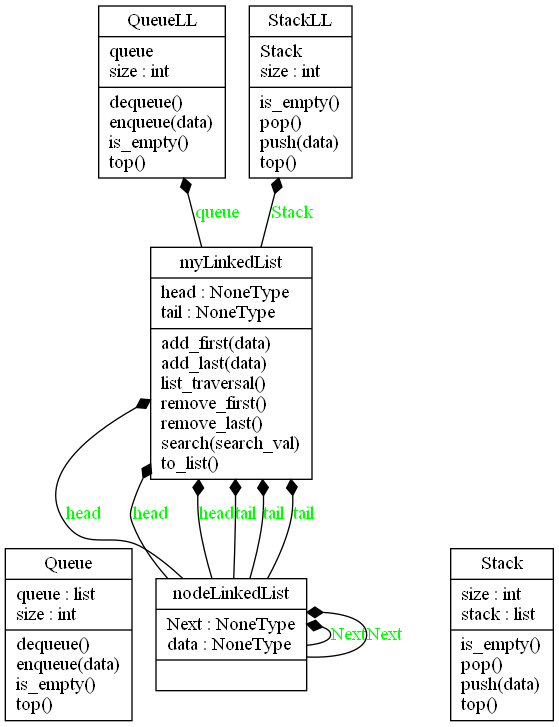 QueueLL
queue
size : int
dequeue()
enqueue(data)
is_empty()
top()
StackLL
Stack
size : int
is_empty()
pop()
push(data)
top()
queue
Stack
myLinkedList
head : NoneType
tail : NoneType
add_first(data)
add_last(data)
list_traversal()
remove_first()
remove_last()
search(search_val)
to_list()
head
head
head
tail
tail
tail
Queue
queue : list
size : int
dequeue()
enqueue(data)
is_empty()
top()
nodeLinkedList
Next : NoneType
data : NoneType
Next
Next
Stack
size : int
stack : list
is_empty()
pop()
push(data)
top()